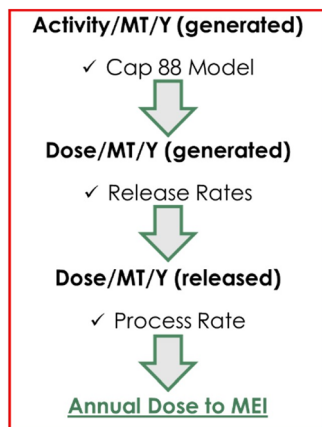 Activity/MT/Y (generated)
✓ Cap 88 Model
Dose/MT/Y (generated)
✓ Release Rates
Dose/MT/Y (released)
✓ Process Rate
Annual Dose to MEI